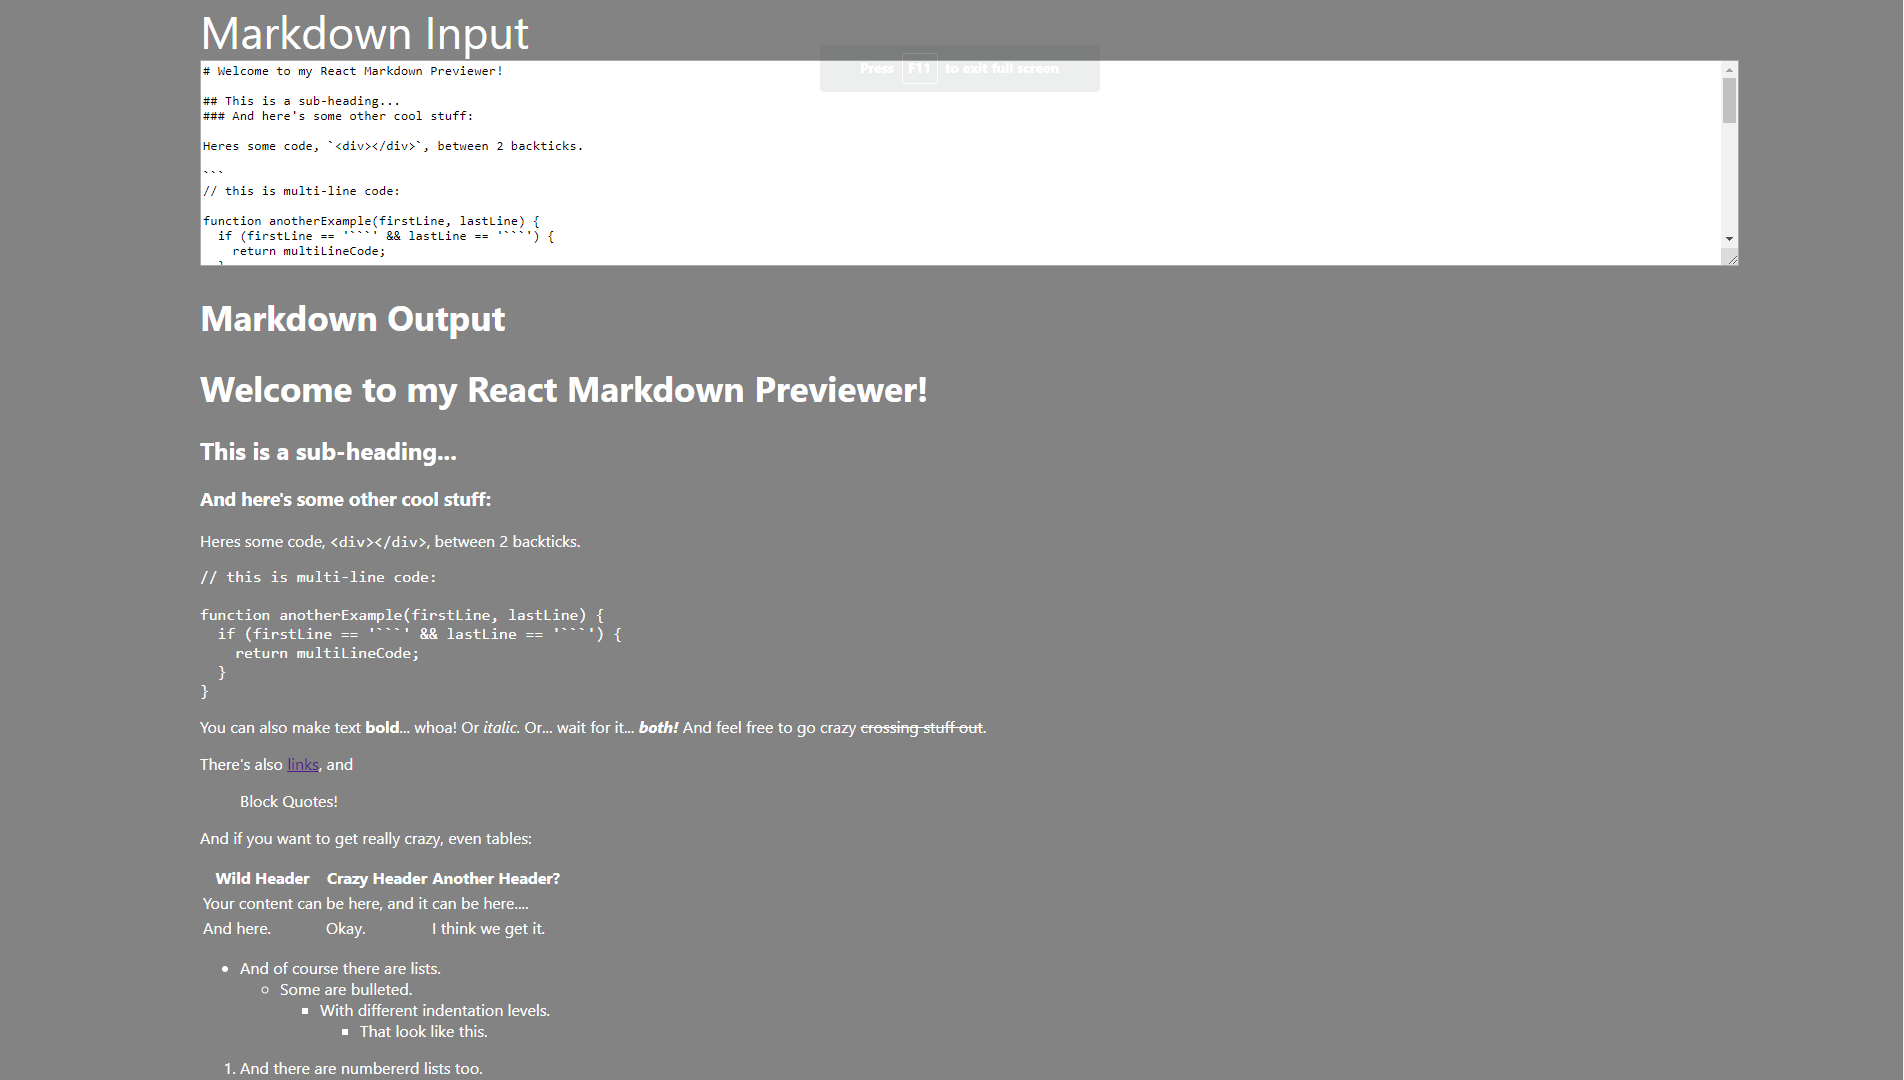 Markdown Input
Press F11 to exit full screen
# Welcome to my React Markdown Previewer!
## This is a sub-heading...
### And here's some other cool stuff:
Heres some code, `<div></div>`, between 2 backticks.
```
// this is multi-line code:
function anotherExample(firstLine, lastLine) {
  if (firstLine == '```' && lastLine == '```') {
    return multiLineCode;
  }
Markdown Output
Welcome to my React Markdown Previewer!
This is a sub-heading...
And here's some other cool stuff:
Heres some code, <div></div>, between 2 backticks.
// this is multi-line code:
function anotherExample(firstLine, lastLine) {
  if (firstLine == '```' && lastLine == '```') {
    return multiLineCode;
  }
}
You can also make text bold... whoa! Or italic. Or... wait for it... both! And feel free to go crazy crossing stuff out.
There's also links, and
Block Quotes!
And if you want to get really crazy, even tables:
Wild Header Crazy Header Another Header?
Your content can be here, and it can be here....
And here. Okay. I think we get it.
And of course there are lists.
Some are bulleted.
With different indentation levels.
That look like this.
1. And there are numbererd lists too.